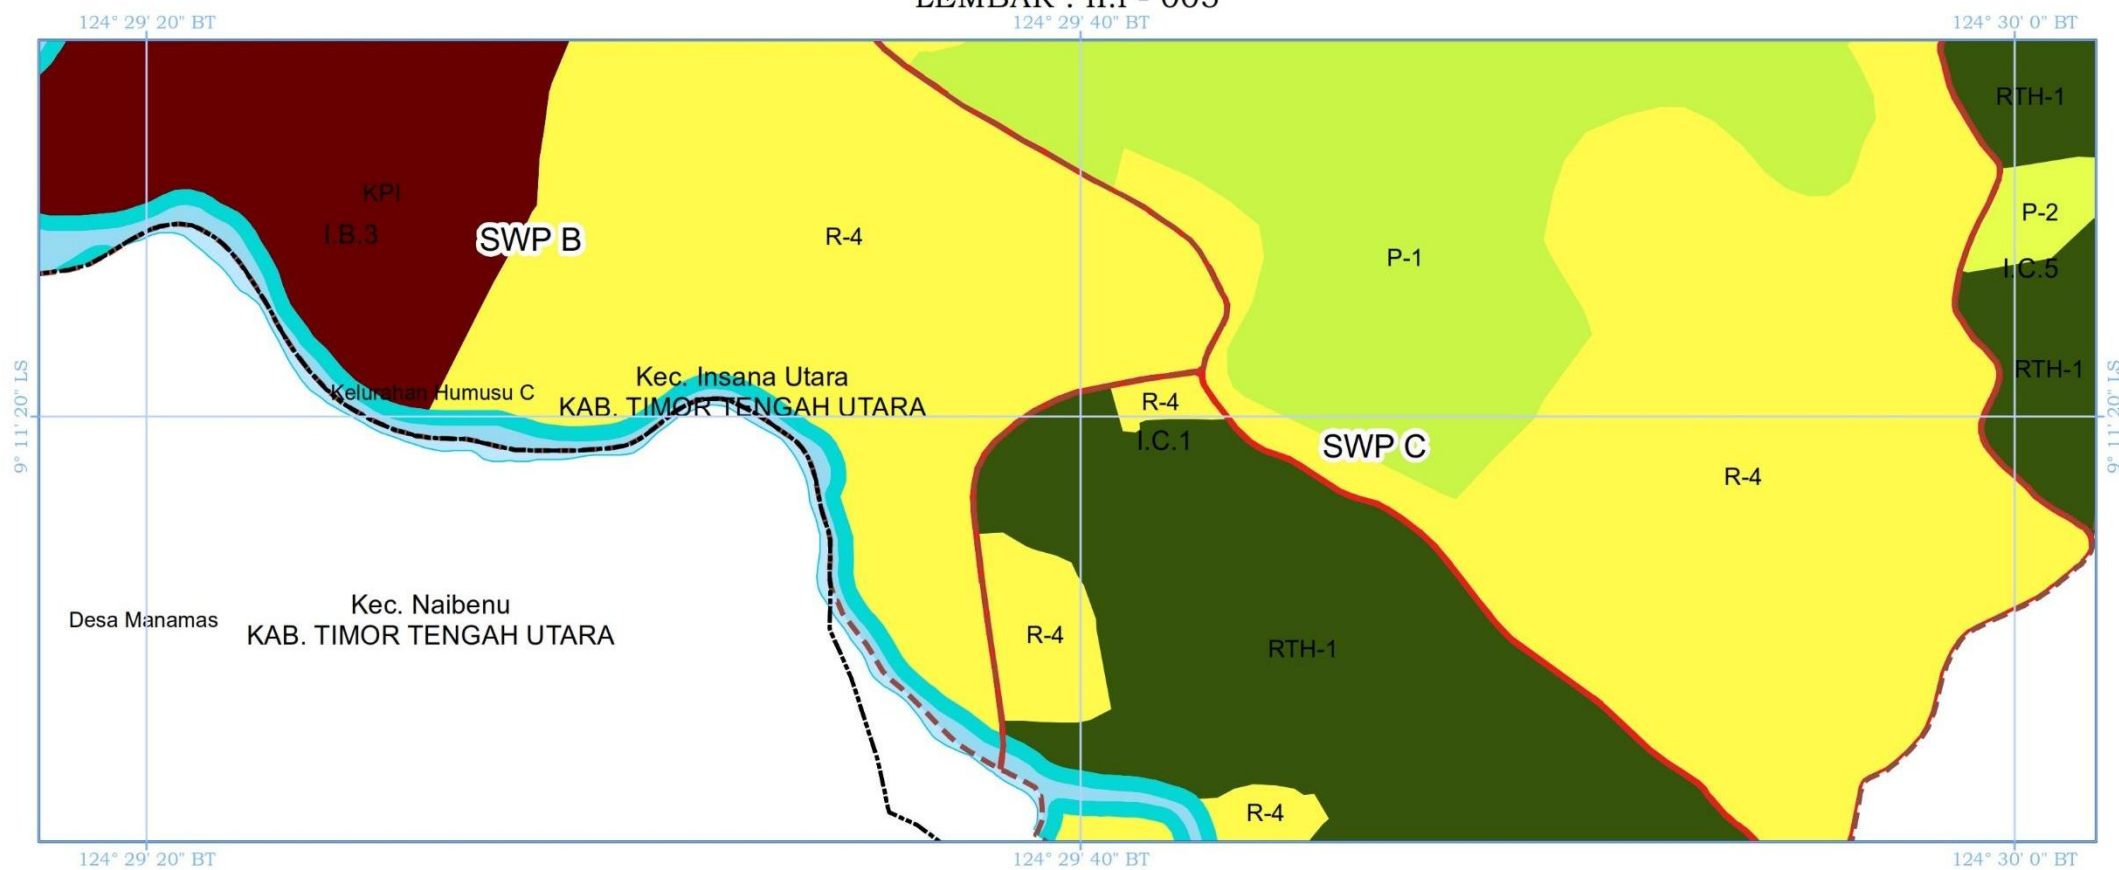 124° 29' 20" BT
124° 29' 40" BT
124° 30' 0" BT
RTH-1
KPI
I.B.3
SWP B
R-4
P-1
P-2
I.C.5
RTH-1
Kelurahan Humusu C
Kec. Insana Utara
KAB. TIMOR TENGAH UTARA
R-4
I.C.1
SWP C
R-4
9° 11' 20" LS
9° 11' 20" LS
Desa Manamas
Kec. Naibenu
KAB. TIMOR TENGAH UTARA
R-4
RTH-1
R-4
124° 29' 20" BT
124° 29' 40" BT
124° 30' 0" BT